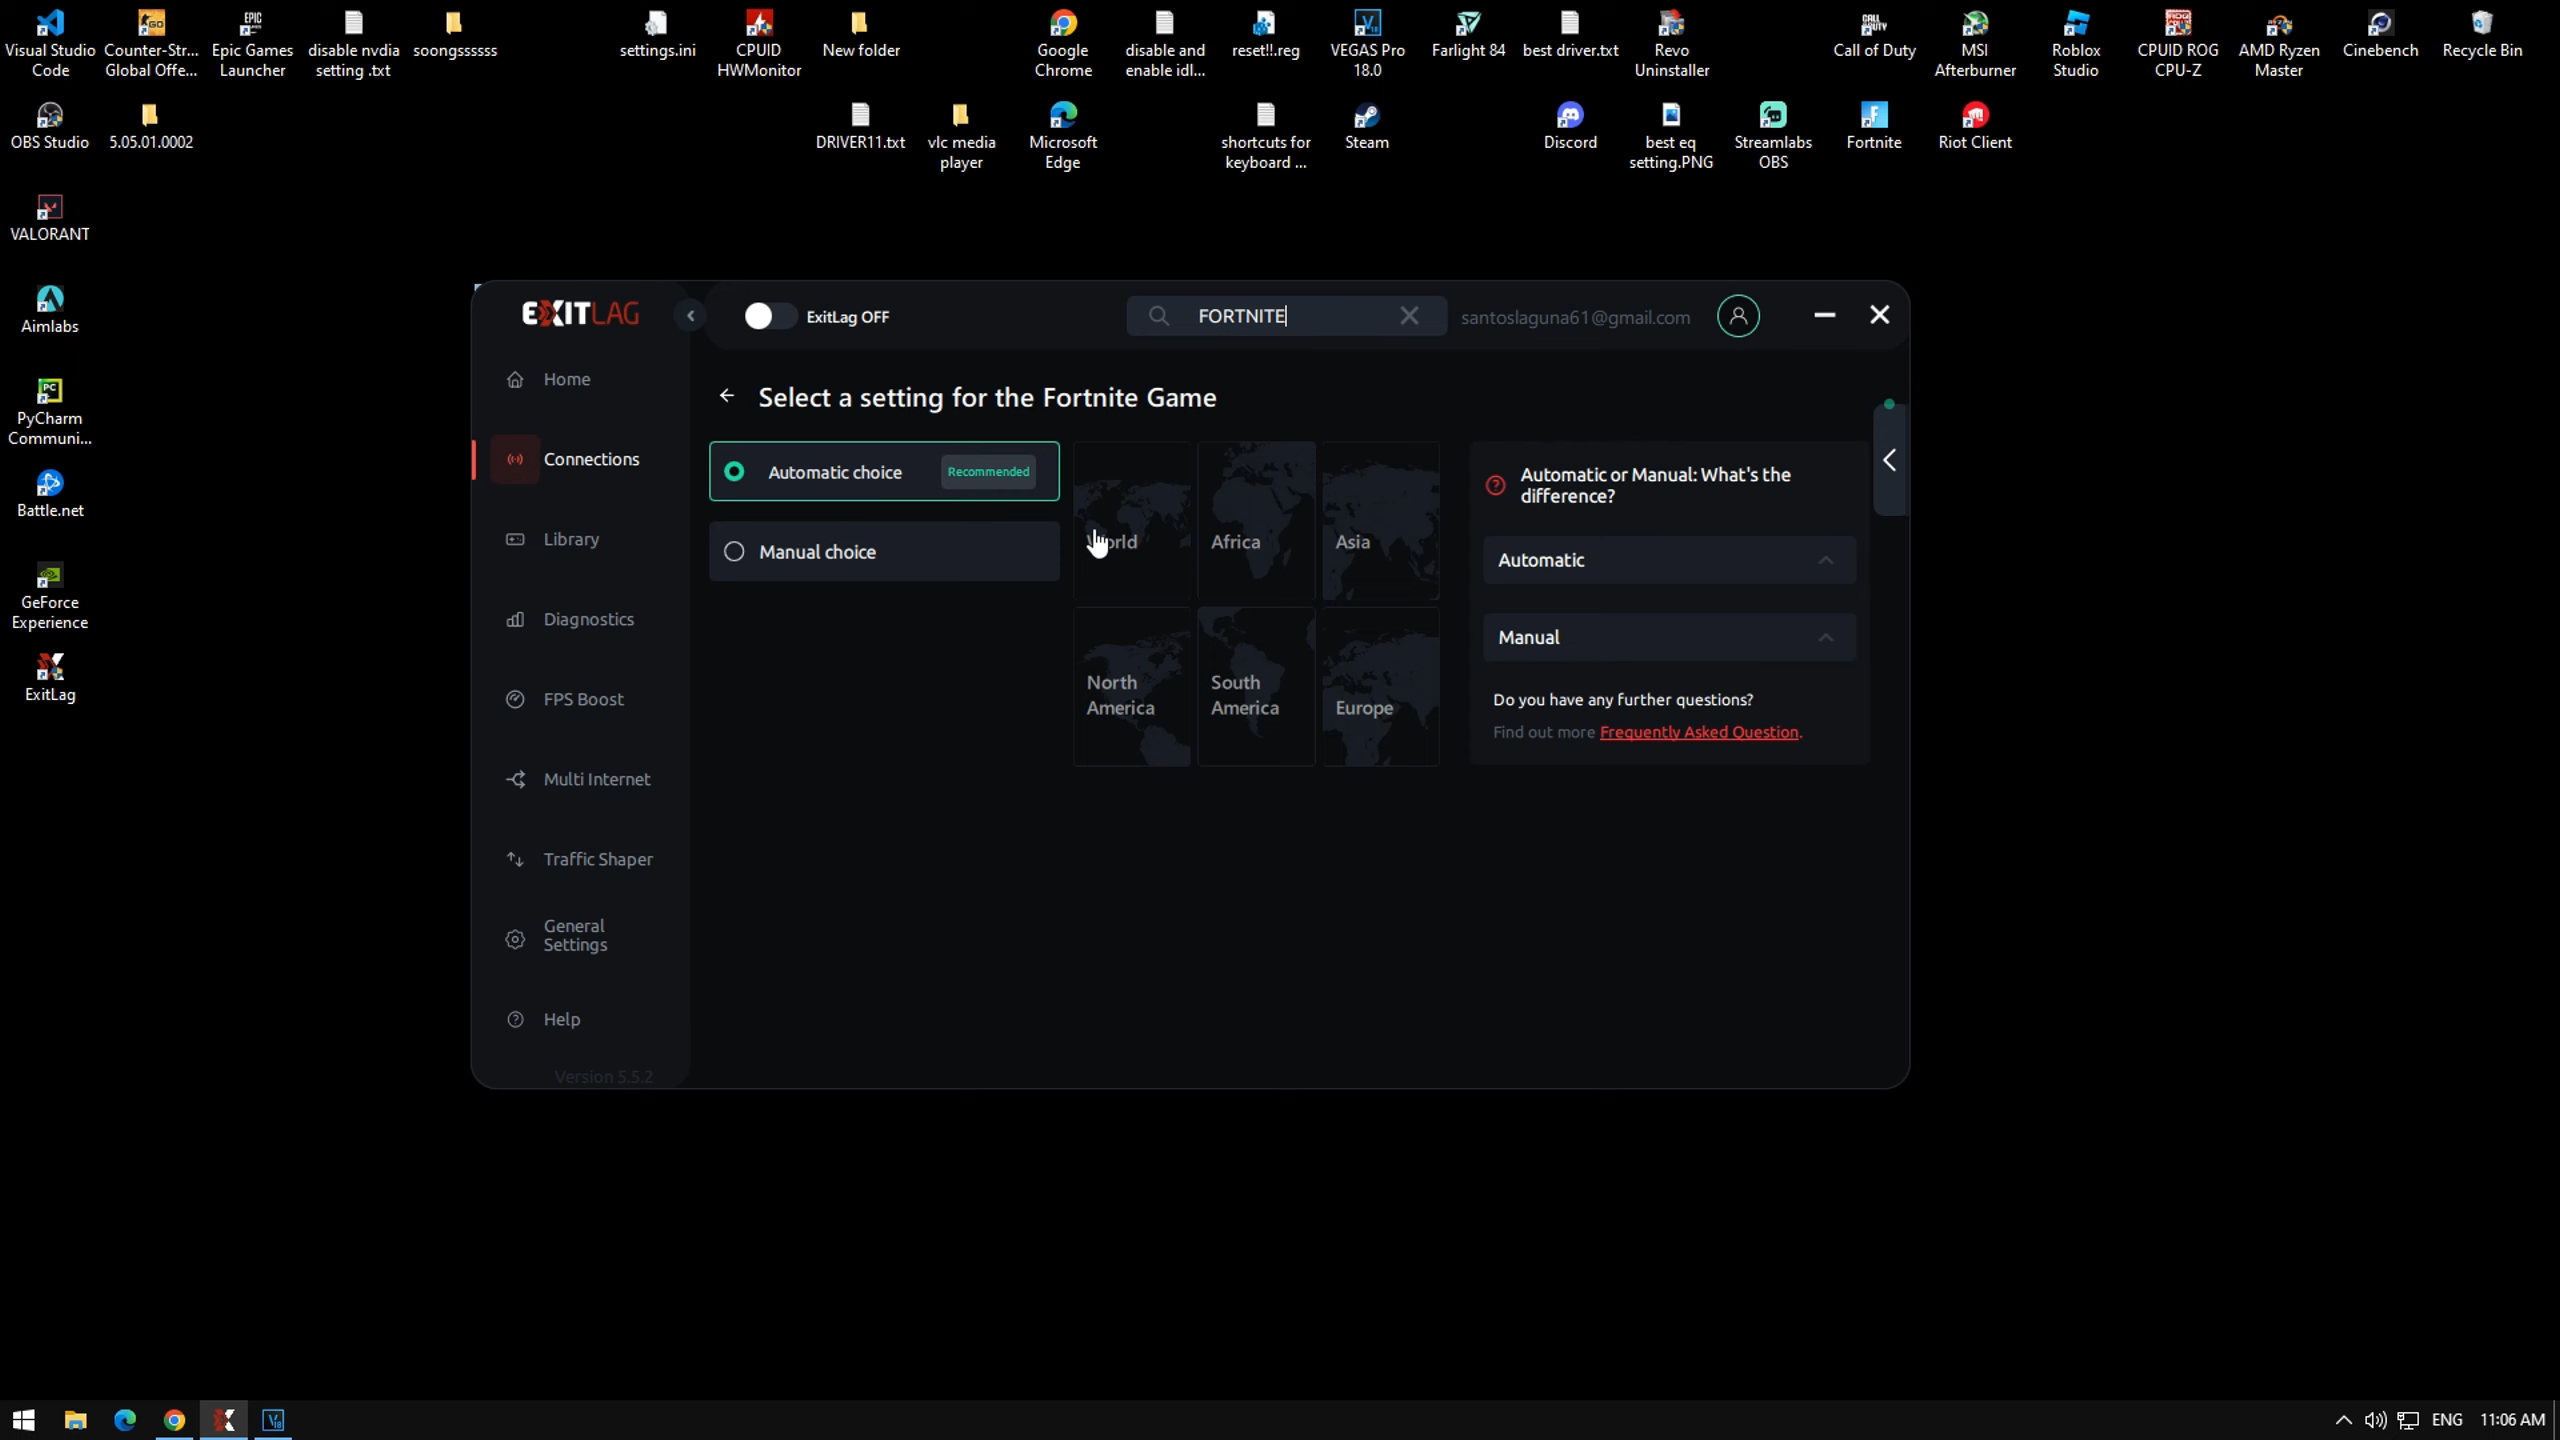 Visual Studio
Code
Counter-Str...
Global Offe...
Epic Games
Launcher
disable nvdia
setting .txt
soongssssss
settings.ini
CPUID
HWMonitor
New folder
Google
Chrome
disable and
enable idl...
reset!!.reg
VEGAS Pro
18.0
Farlight 84
best driver.txt
Revo
Uninstaller
Call of Duty
MSI
Afterburner
Roblox
Studio
CPUID ROG
CPU-Z
AMD Ryzen
Master
Cinebench
Recycle Bin
OBS Studio
5.05.01.0002
DRIVER11.txt
vlc media
player
Microsoft
Edge
shortcuts for
keyboard ...
Steam
Discord
best eq
setting.PNG
Streamlabs
OBS
Fortnite
Riot Client
VALORANT
Aimlabs
PyCharm
Communi...
Battle.net
GeForce
Experience
ExitLag
EXITLAG
ExitLag OFF
FORTNITE
santoslaguna61@gmail.com
Home
Connections
Library
Diagnostics
FPS Boost
Multi Internet
Traffic Shaper
General
Settings
Help
Version 5.5.2
Select a setting for the Fortnite Game
Automatic choice
Recommended
Manual choice
World
Africa
Asia
North
America
South
America
Europe
Automatic or Manual: What's the
difference?
Automatic
Manual
Do you have any further questions?
Find out more Frequently Asked Question.
ENG
11:06 AM